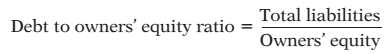 Debt to owners’ equity ratio = Total liabilities / Owners’ equity